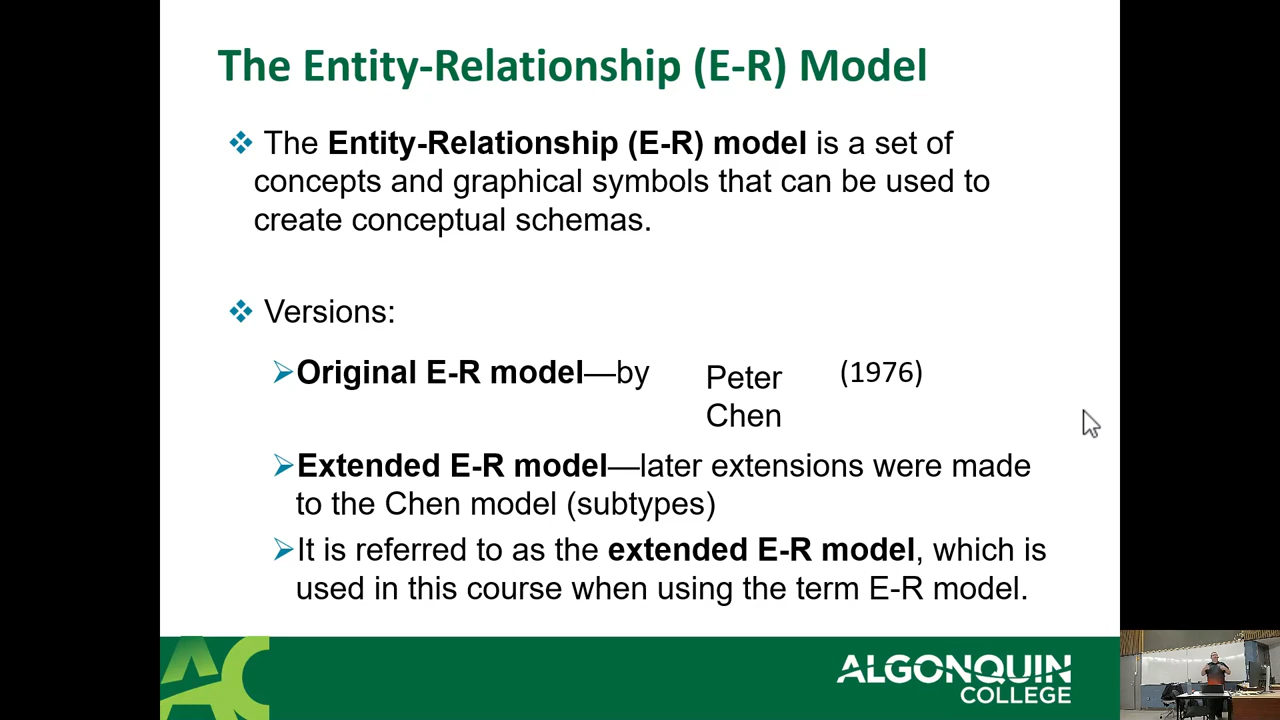 The Entity-Relationship (E-R) Model
The Entity-Relationship (E-R) model is a set of
concepts and graphical symbols that can be used to
create conceptual schemas.
Versions:
Original E-R model—by Peter (1976)
Chen
Extended E-R model—later extensions were made
to the Chen model (subtypes)
It is referred to as the extended E-R model, which is
used in this course when using the term E-R model.
AC
ALGONQUIN
COLLEGE